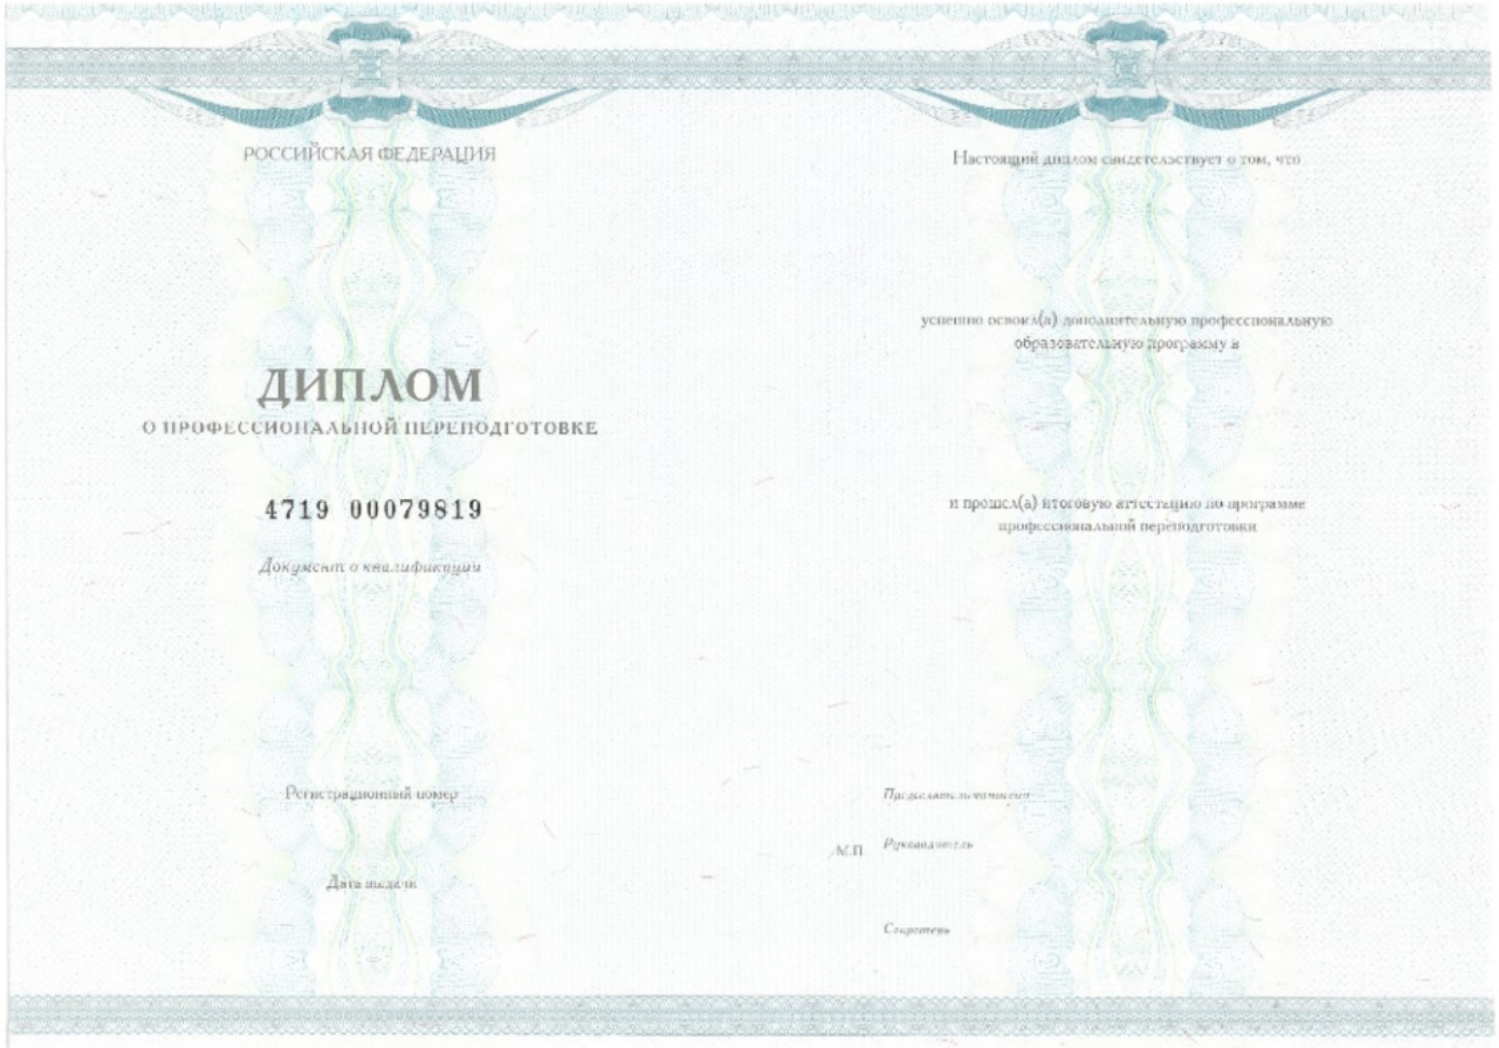 РОССИЙСКАЯ ФЕДЕРАЦИЯ
ДИПЛОМ
О ПРОФЕССИОНАЛЬНОЙ ПЕРЕПОДГОТОВКЕ
4719 00079819
Документ о квалификации
Регистрационный номер
Дата выдачи
Настоящий диплом свидетельствует о том, что
успешно освоил(а) дополнительную профессиональную
образовательную программу в
и прошел(а) итоговую аттестацию по программе
профессиональной переподготовки
Председатель комиссии
М.П.
Руководитель
Секретарь